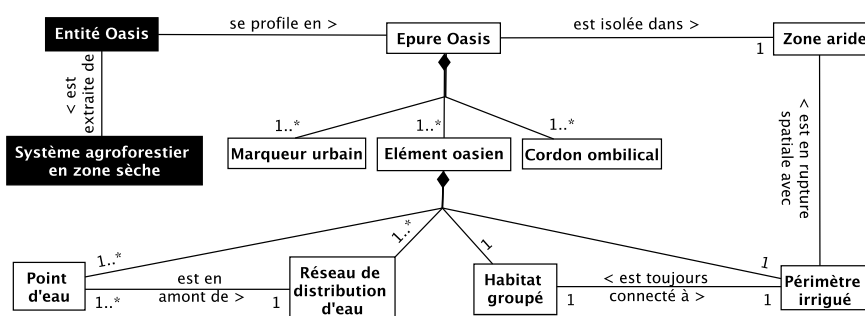 Entité Oasis
se profile en >
Epure Oasis
est isolée dans >
1
Zone aride
< est
extraite de
Système agroforestier
en zone sèche
1..*
1..*
1..*
Marqueur urbain
Elément oasien
Cordon ombilical
< est en rupture
spatiale avec
1..*
1..*
1
1
Point
d'eau
1..*
est en
amont de >
1
Réseau de
distribution
d'eau
Habitat
groupé
1
< est toujours
connecté à >
1
Périmètre
irrigué